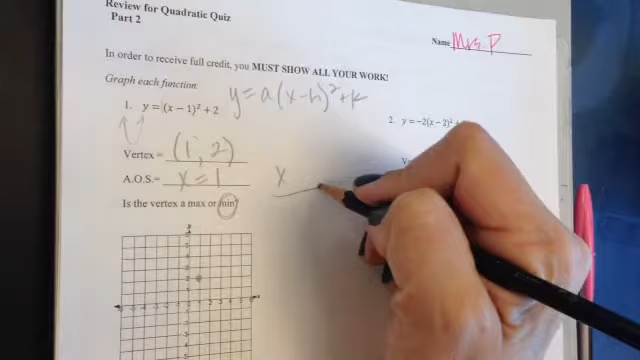 Review for Quadratic Quiz
Part 2
Name Mrs. P
In order to receive full credit, you MUST SHOW ALL YOUR WORK!
Graph each function:
y = a(x-h)² + k
1. y = (x − 1)² + 2
2. y = −2(x − 2)²
Vertex = (1, 2)
A.O.S.= x = 1
x
Is the vertex a max or min?